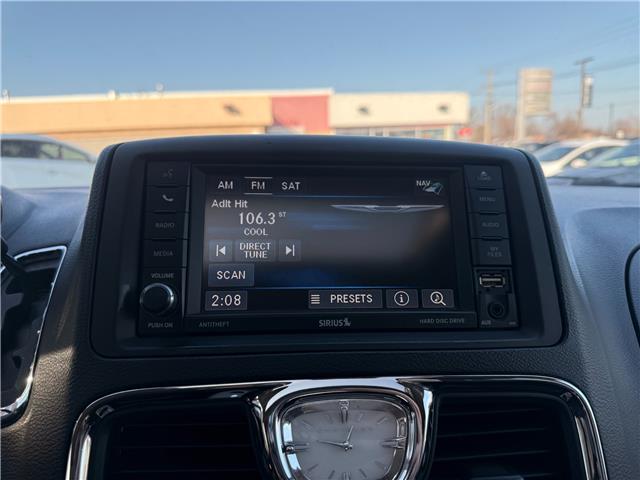 AM FM SAT NAV
Adlt Hit
106.3 ST
COOL
DIRECT
TUNE
SCAN
2:08 PRESETS
RADIO
MEDIA
VOLUME
PUSH ON
LOAD
MENU
AUDIO
MY
FILES
AUX
ANTITHEFT SIRIUS HARD DISC DRIVE